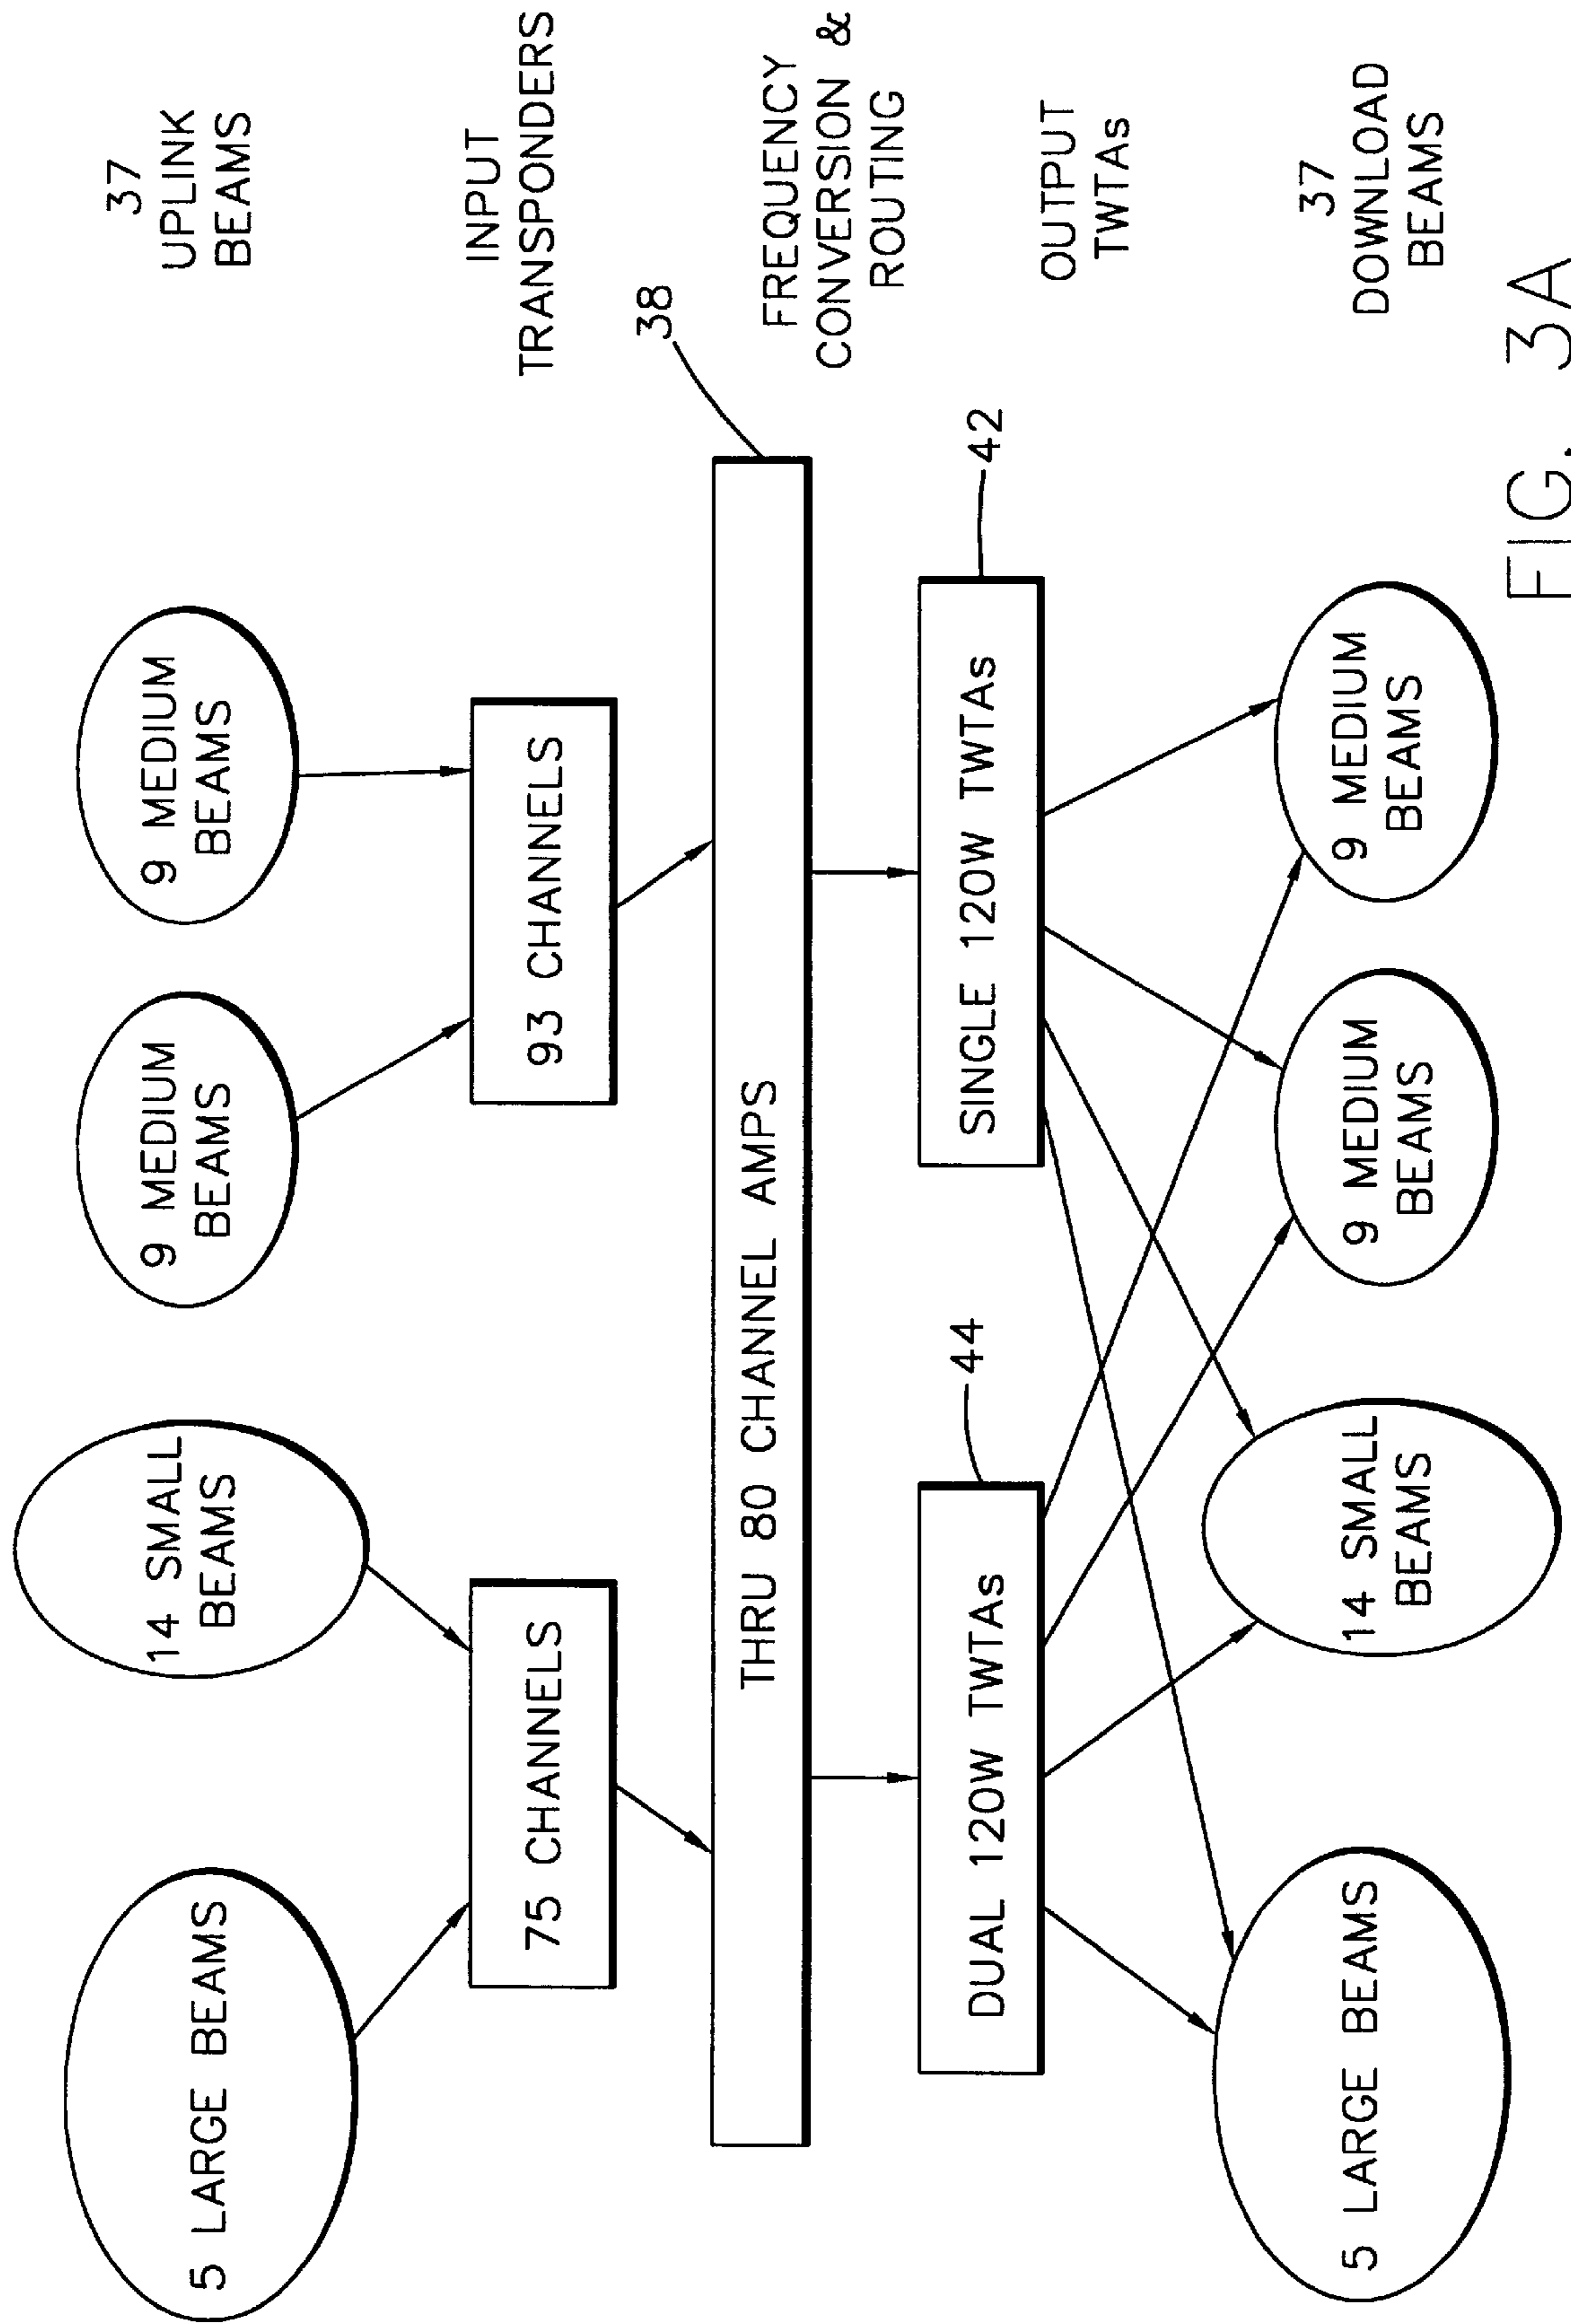 5 LARGE BEAMS
14 SMALL
BEAMS
9 MEDIUM
BEAMS
9 MEDIUM
BEAMS
37
UPLINK
BEAMS
75 CHANNELS
93 CHANNELS
INPUT
TRANSPONDERS
38
THRU 80 CHANNEL AMPS
FREQUENCY
CONVERSION &
ROUTING
44
42
DUAL 120W TWTAs
SINGLE 120W TWTAs
OUTPUT
TWTAs
5 LARGE BEAMS
14 SMALL
BEAMS
9 MEDIUM
BEAMS
9 MEDIUM
BEAMS
37
DOWNLOAD
BEAMS
FIG. 3A